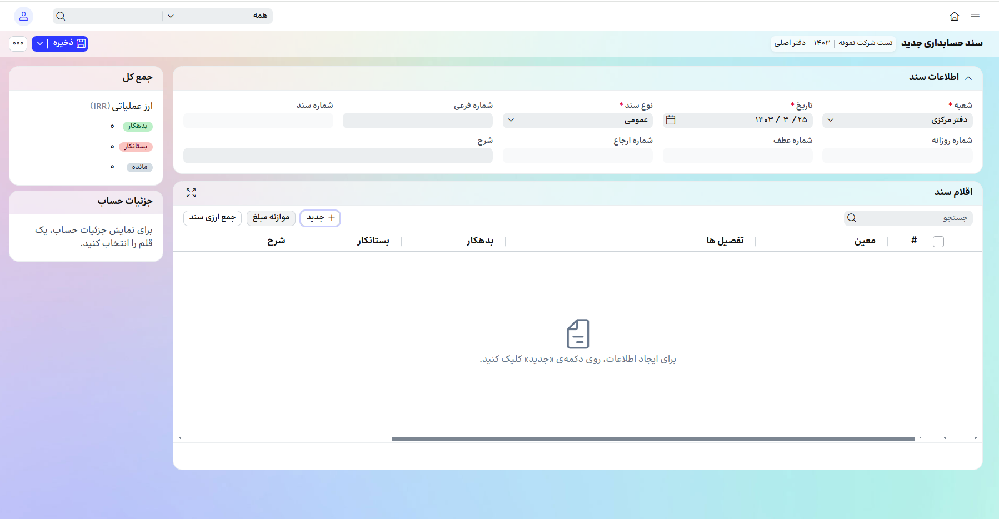 همه
سند حسابداری جدید
تست شرکت نمونه | ۱۴۰۳ | دفتر اصلی
ذخیره
اطلاعات سند
شعبه *
تاریخ *
نوع سند *
شماره فرعی
شماره سند
دفتر مرکزی
۱۴۰۳ / ۳ / ۲۵
عمومی
شماره روزانه
شماره عطف
شماره ارجاع
شرح
اقلام سند
جستجو
جدید
موازنه مبلغ
جمع ارزی سند
#
معین
تفصیل ها
بدهکار
بستانکار
شرح
برای ایجاد اطلاعات، روی دکمه‌ی «جدید» کلیک کنید.
جمع کل
ارز عملیاتی (IRR)
بدهکار ۰
بستانکار ۰
مانده ۰
جزئیات حساب
برای نمایش جزئیات حساب، یک
قلم را انتخاب کنید.